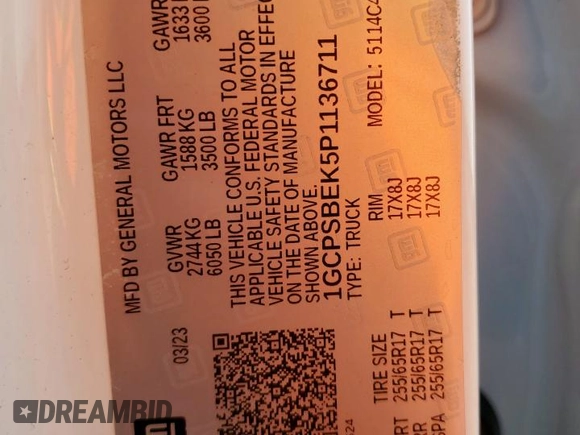 MFD BY GENERAL MOTORS LLC
03/23
GVWR
2744 KG
6050 LB
GAWR FRT
1588 KG
3500 LB
GAWR
1633
3600
THIS VEHICLE CONFORMS TO ALL
APPLICABLE U.S. FEDERAL MOTOR
VEHICLE SAFETY STANDARDS IN EFFE
ON THE DATE OF MANUFACTURE
SHOWN ABOVE.
1GCPSBEK5P1136711
TYPE: TRUCK
MODEL: 5114C4
TIRE SIZE
RIM
RT 255/65R17 T 17X8J
RR 255/65R17 T 17X8J
SPA 255/65R17 T 17X8J
gm
DREAMBID